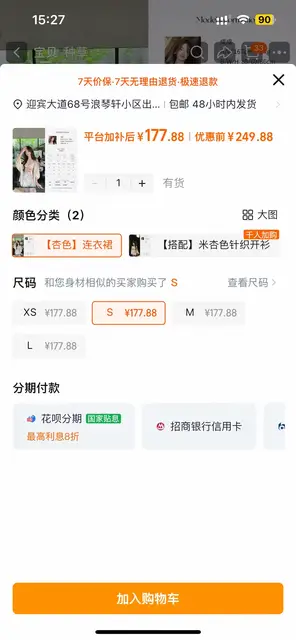 15:27
90
宝贝 种草
33
7天价保·7天无理由退货·极速退款
迎宾大道68号浪琴轩小区出... 包邮 48小时内发货
平台加补后¥177.88 优惠前¥249.88
1
有货
颜色分类（2）
大图
千人加购
【杏色】连衣裙
【搭配】米杏色针织开衫
尺码 和您身材相似的买家购买了 S 查看尺码
XS ¥177.88
S ¥177.88
M ¥177.88
L ¥177.88
分期付款
花呗分期 国家贴息
最高利息8折
招商银行信用卡
加入购物车